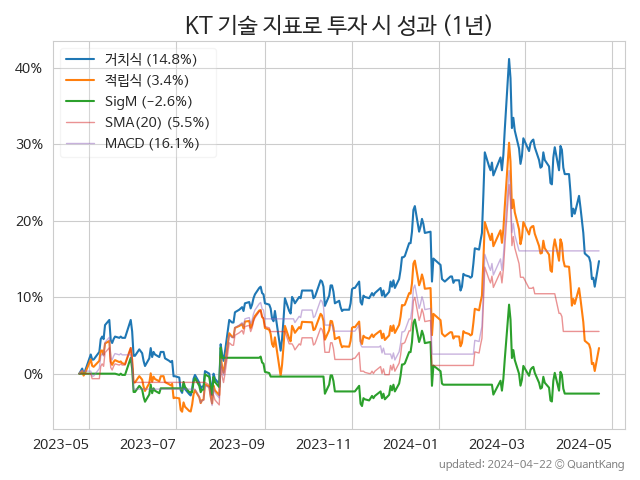 KT 기술 지표로 투자 시 성과 (1년)
거치식 (14.8%)
적립식 (3.4%)
SigM (-2.6%)
SMA(20) (5.5%)
MACD (16.1%)
40%
30%
20%
10%
0%
2023-05 2023-07 2023-09 2023-11 2024-01 2024-03 2024-05
updated: 2024-04-22 © QuantKang